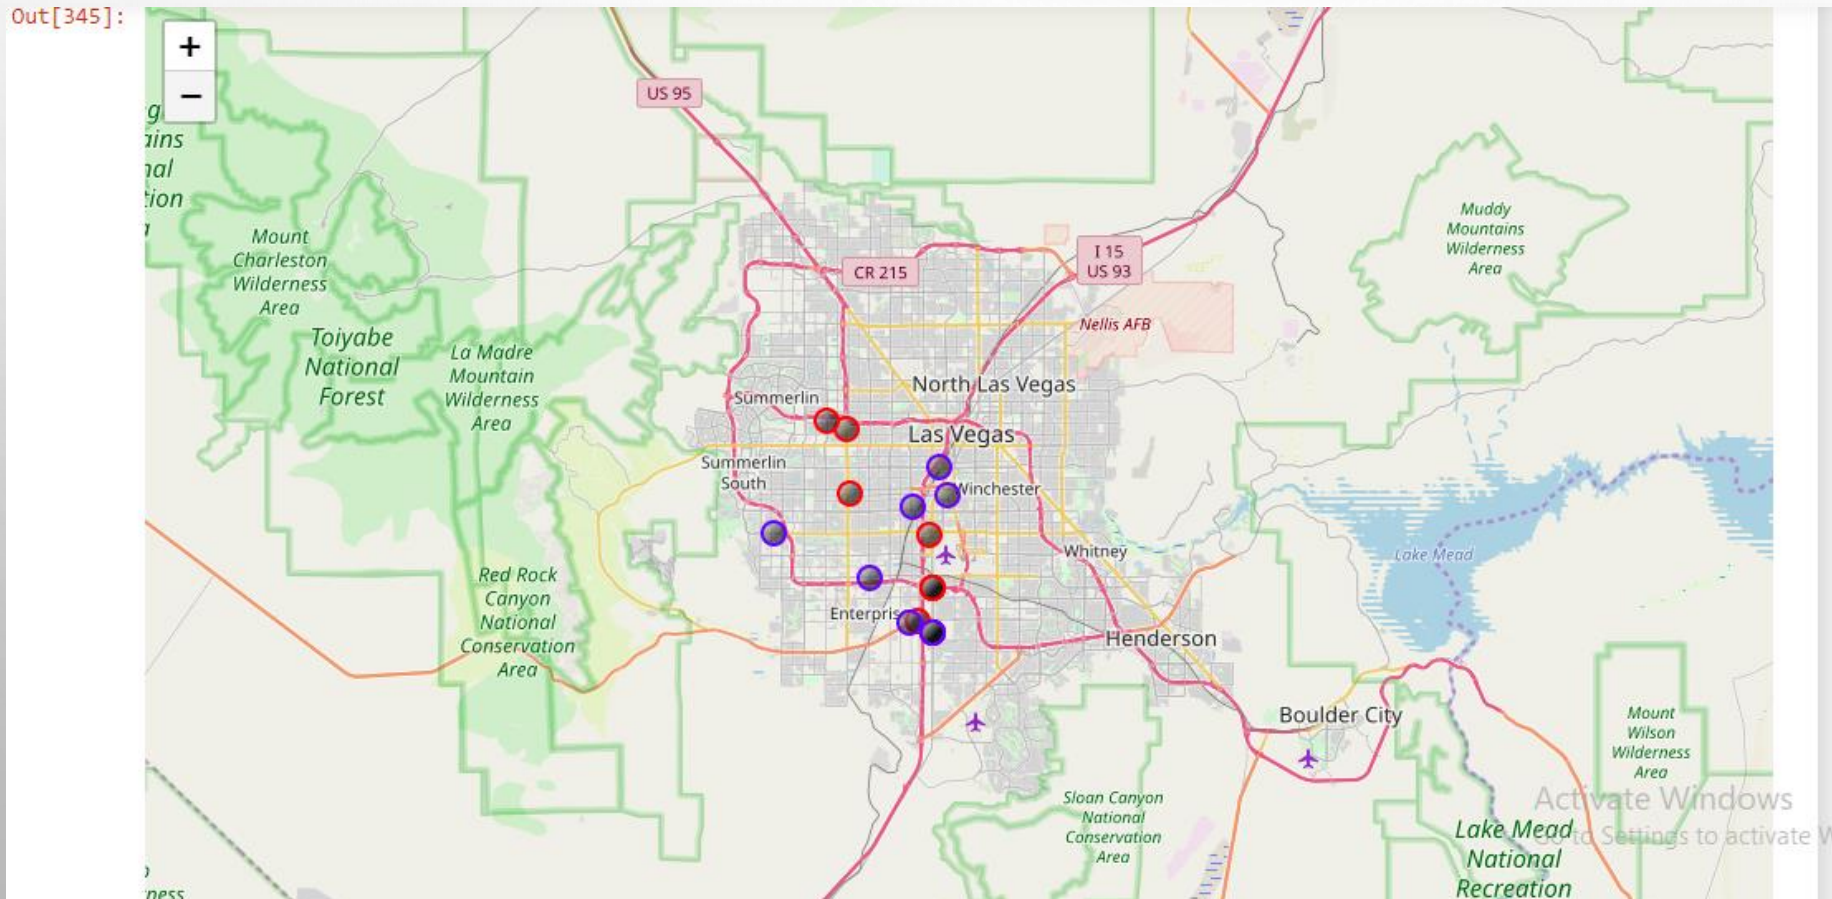 Out[345]:
+
−
US 95
ains
nal
tion
Mount
Charleston
Wilderness
Area
Toiyabe
National
Forest
La Madre
Mountain
Wilderness
Area
CR 215
I 15
US 93
Muddy
Mountains
Wilderness
Area
Nellis AFB
North Las Vegas
Summerlin
Las Vegas
Summerlin
South
Winchester
Whitney
Lake Mead
Red Rock
Canyon
National
Conservation
Area
Enterpris
Henderson
Boulder City
Mount
Wilson
Wilderness
Area
Sloan Canyon
National
Conservation
Area
Activate Windows
Go to Settings to activate W
Lake Mead
National
Recreation
ness